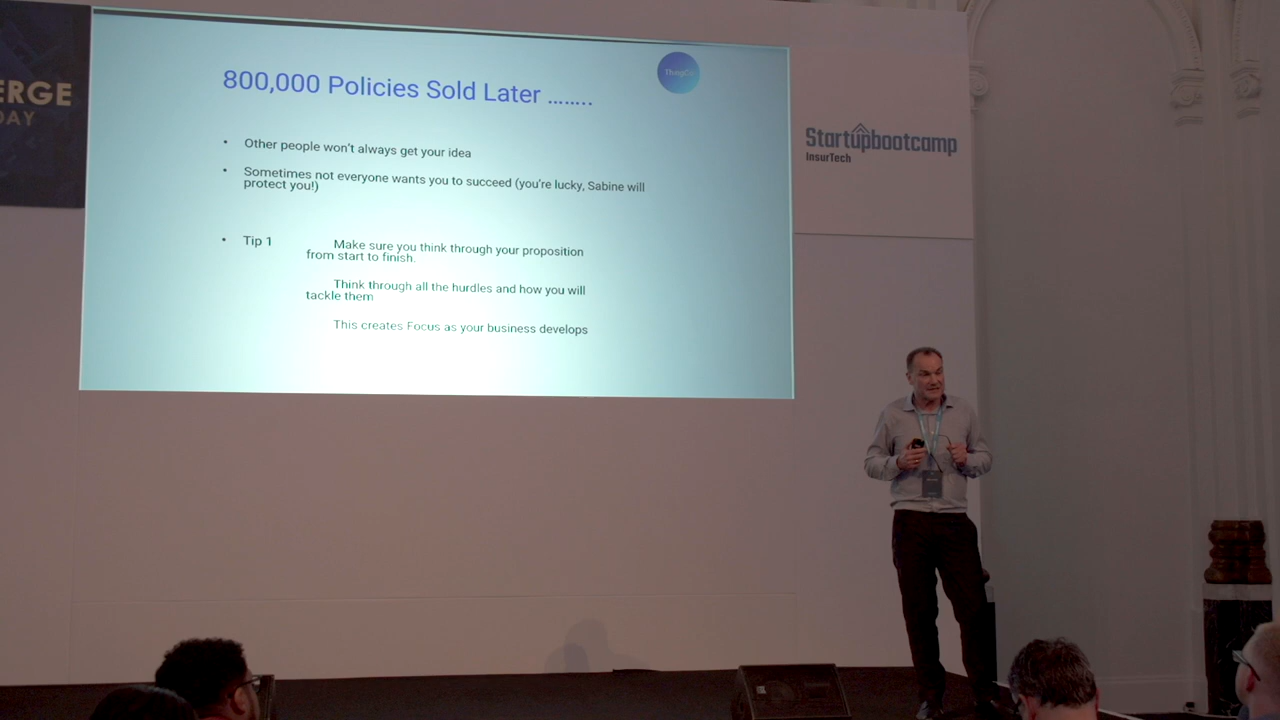 ERGE
DAY
800,000 Policies Sold Later ........
ThingCo
• Other people won't always get your idea
• Sometimes not everyone wants you to succeed (you're lucky, Sabine will
protect you!)
• Tip 1 Make sure you think through your proposition
from start to finish.
Think through all the hurdles and how you will
tackle them
This creates Focus as your business develops
Startupbootcamp
InsurTech